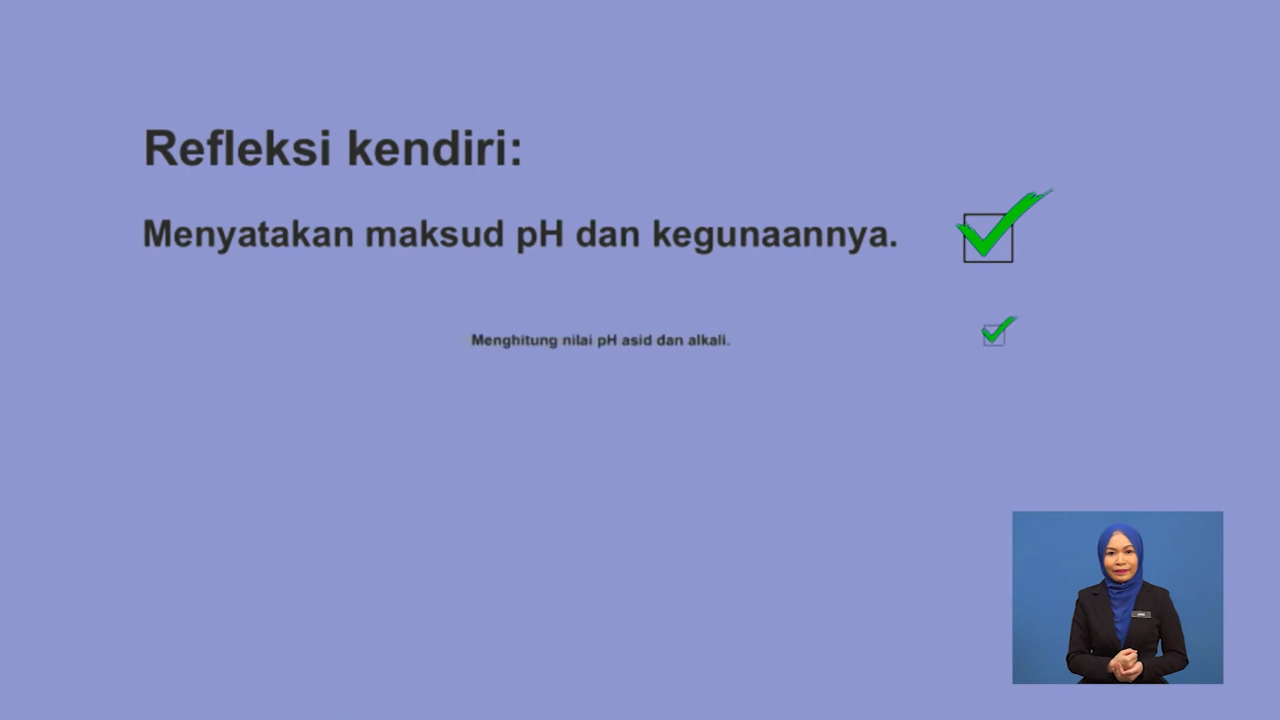 Refleksi kendiri:
Menyatakan maksud pH dan kegunaannya.
Menghitung nilai pH asid dan alkali.